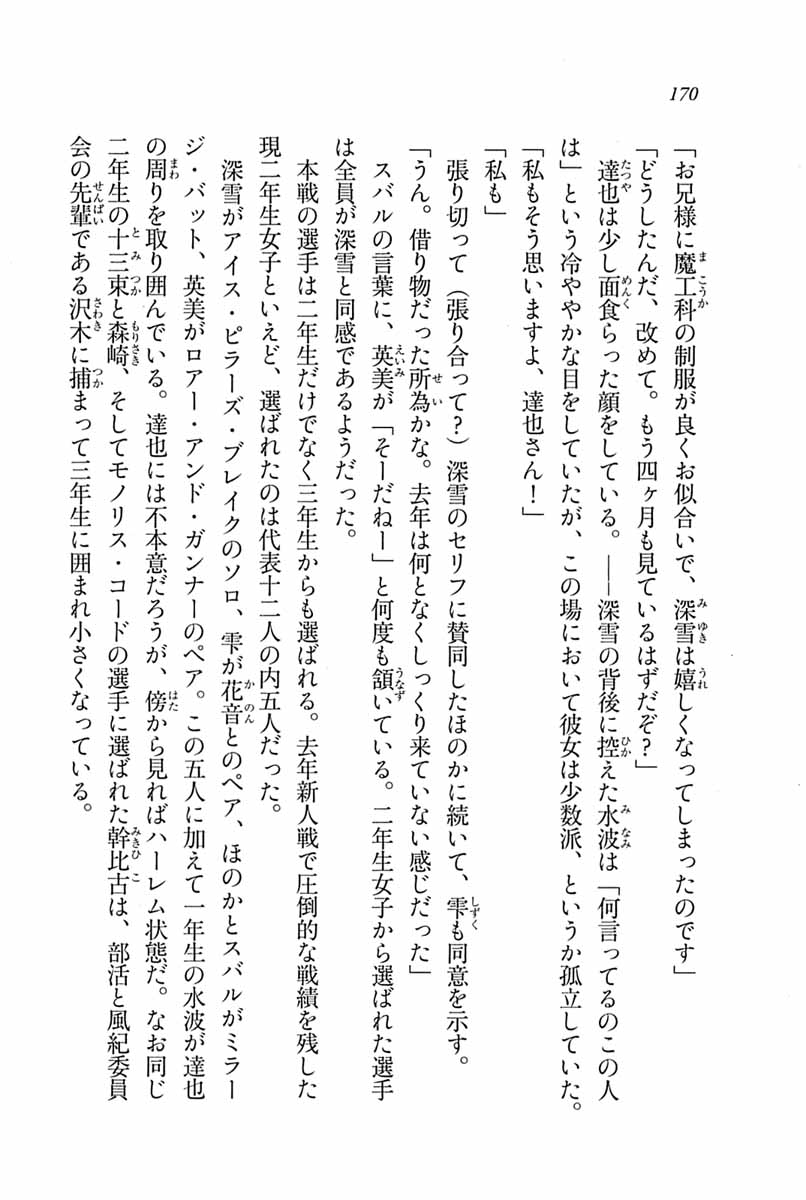 170
「お兄様に魔工科の制服が良くお似合いで、深雪は嬉しくなってしまったのです」
「どうしたんだ、改めて。もう四ヶ月も見ているはずだぞ？」
達也は少し面食らった顔をしている。――深雪の背後に控えた水波は「何言ってるのこの人
は」という冷ややかな目をしていたが、この場において彼女は少数派、というか孤立していた。
「私もそう思いますよ、達也さん！」
「私も」
張り切って（張り合って？）深雪のセリフに賛同したほのかに続いて、雫も同意を示す。
「うん。借り物だった所為かな。去年は何となくしっくり来ていない感じだった」
スバルの言葉に、英美が「そーだねー」と何度も頷いている。二年生女子から選ばれた選手
は全員が深雪と同感であるようだった。
本戦の選手は二年生だけでなく三年生からも選ばれる。去年新人戦で圧倒的な戦績を残した
現二年生女子といえど、選ばれたのは代表十二人の内五人だった。
深雪がアイス・ピラーズ・ブレイクのソロ、雫が花音とのペア、ほのかとスバルがミラー
ジ・バット、英美がロアー・アンド・ガンナーのペア。この五人に加えて一年生の水波が達也
の周りを取り囲んでいる。達也には不本意だろうが、傍から見ればハーレム状態だ。なお同じ
二年生の十三束と森崎、そしてモノリス・コードの選手に選ばれた幹比古は、部活と風紀委員
会の先輩である沢木に捕まって三年生に囲まれ小さくなっている。